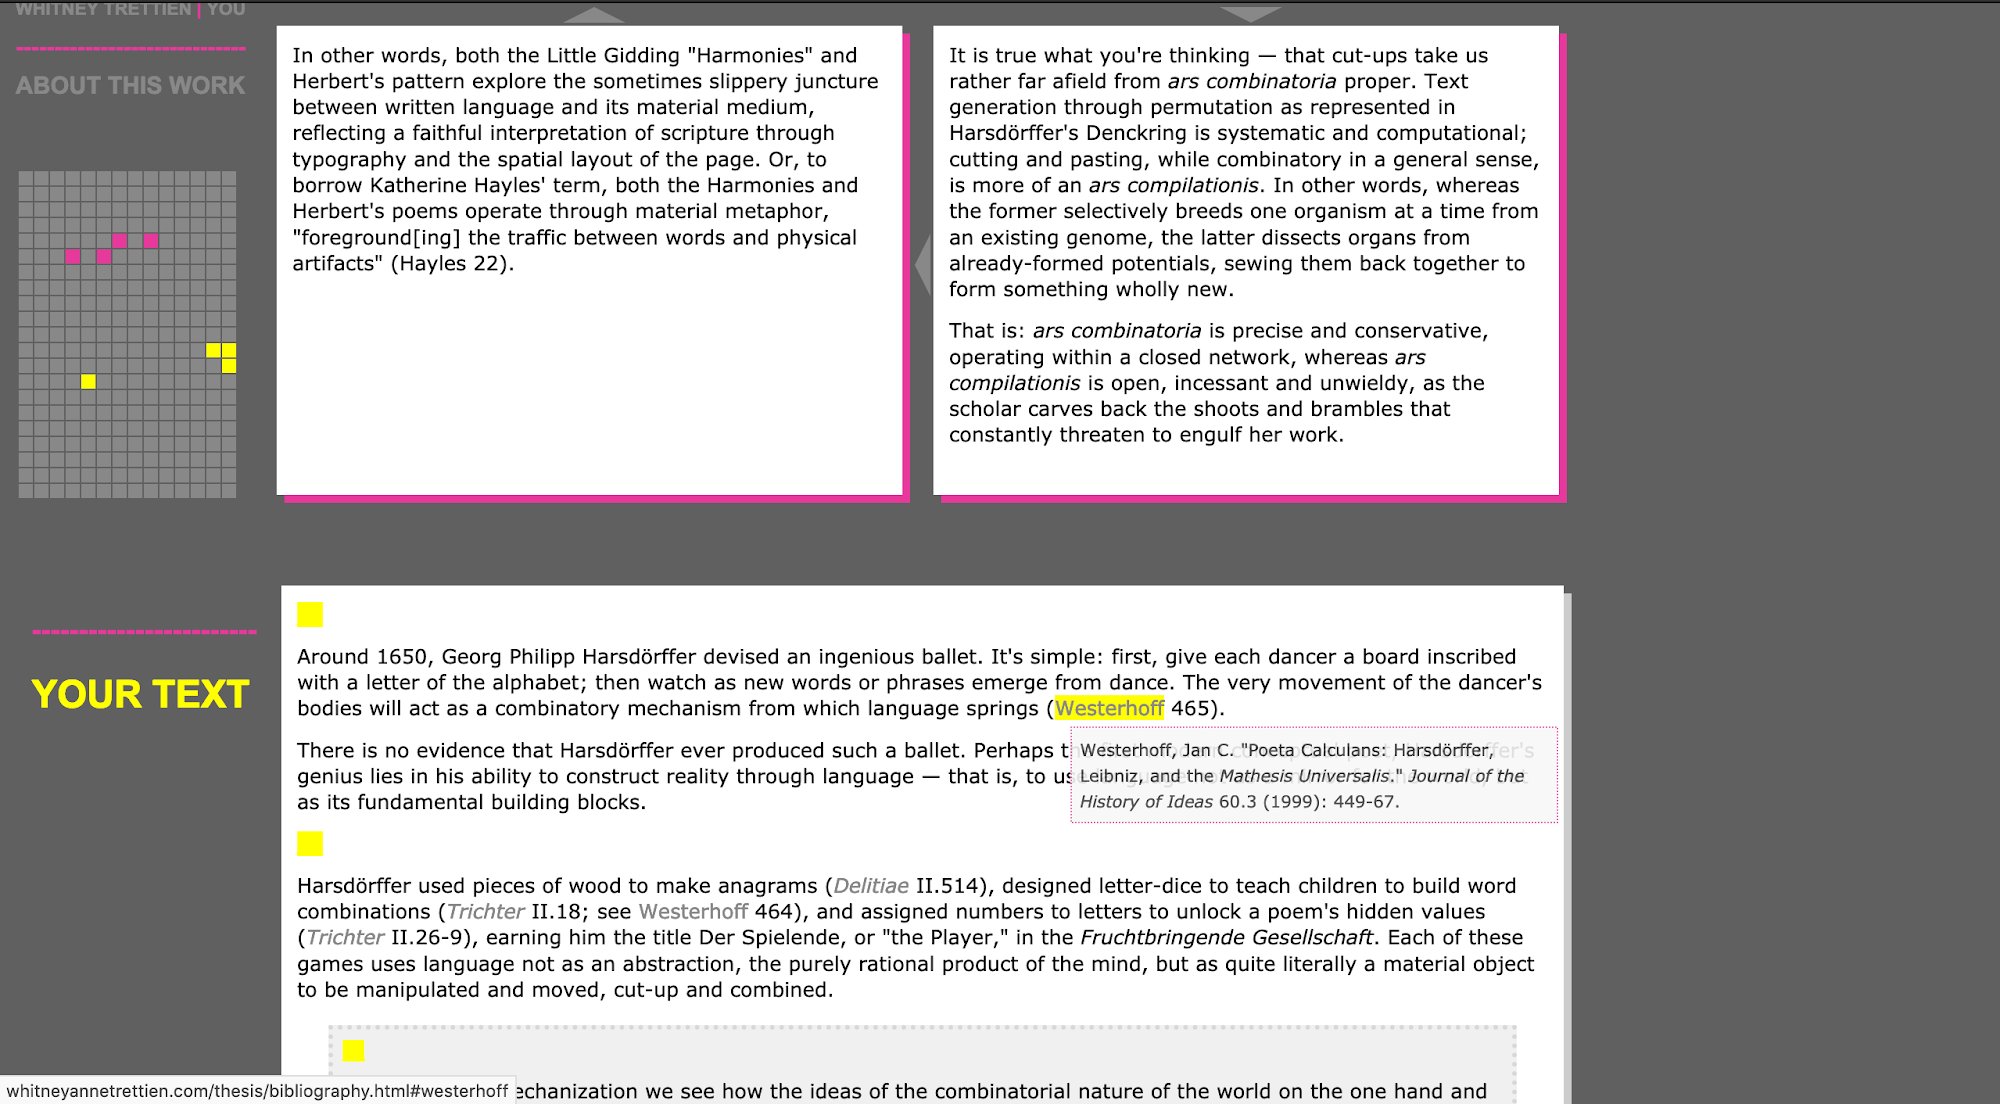 WHITNEY TRETTIEN | YOU
ABOUT THIS WORK
In other words, both the Little Gidding "Harmonies" and
Herbert's pattern explore the sometimes slippery juncture
between written language and its material medium,
reflecting a faithful interpretation of scripture through
typography and the spatial layout of the page. Or, to
borrow Katherine Hayles' term, both the Harmonies and
Herbert's poems operate through material metaphor,
"foreground[ing] the traffic between words and physical
artifacts" (Hayles 22).
It is true what you're thinking — that cut-ups take us
rather far afield from ars combinatoria proper. Text
generation through permutation as represented in
Harsdörffer's Denckring is systematic and computational;
cutting and pasting, while combinatory in a general sense,
is more of an ars compilationis. In other words, whereas
the former selectively breeds one organism at a time from
an existing genome, the latter dissects organs from
already-formed potentials, sewing them back together to
form something wholly new.
That is: ars combinatoria is precise and conservative,
operating within a closed network, whereas ars
compilationis is open, incessant and unwieldy, as the
scholar carves back the shoots and brambles that
constantly threaten to engulf her work.
YOUR TEXT
Around 1650, Georg Philipp Harsdörffer devised an ingenious ballet. It's simple: first, give each dancer a board inscribed
with a letter of the alphabet; then watch as new words or phrases emerge from dance. The very movement of the dancer's
bodies will act as a combinatory mechanism from which language springs (Westerhoff 465).
There is no evidence that Harsdörffer ever produced such a ballet. Perhaps
genius lies in his ability to construct reality through language — that is, to
as its fundamental building blocks.
Westerhoff, Jan C. "Poeta Calculans: Harsdörffer,
Leibniz, and the Mathesis Universalis." Journal of the
History of Ideas 60.3 (1999): 449-67.
Harsdörffer used pieces of wood to make anagrams (Delitiae II.514), designed letter-dice to teach children to build word
combinations (Trichter II.18; see Westerhoff 464), and assigned numbers to letters to unlock a poem's hidden values
(Trichter II.26-9), earning him the title Der Spielende, or "the Player," in the Fruchtbringende Gesellschaft. Each of these
games uses language not as an abstraction, the purely rational product of the mind, but as quite literally a material object
to be manipulated and moved, cut-up and combined.
echanization we see how the ideas of the combinatorial nature of the world on the one hand and
whitneyannetrettien.com/thesis/bibliography.html#westerhoff